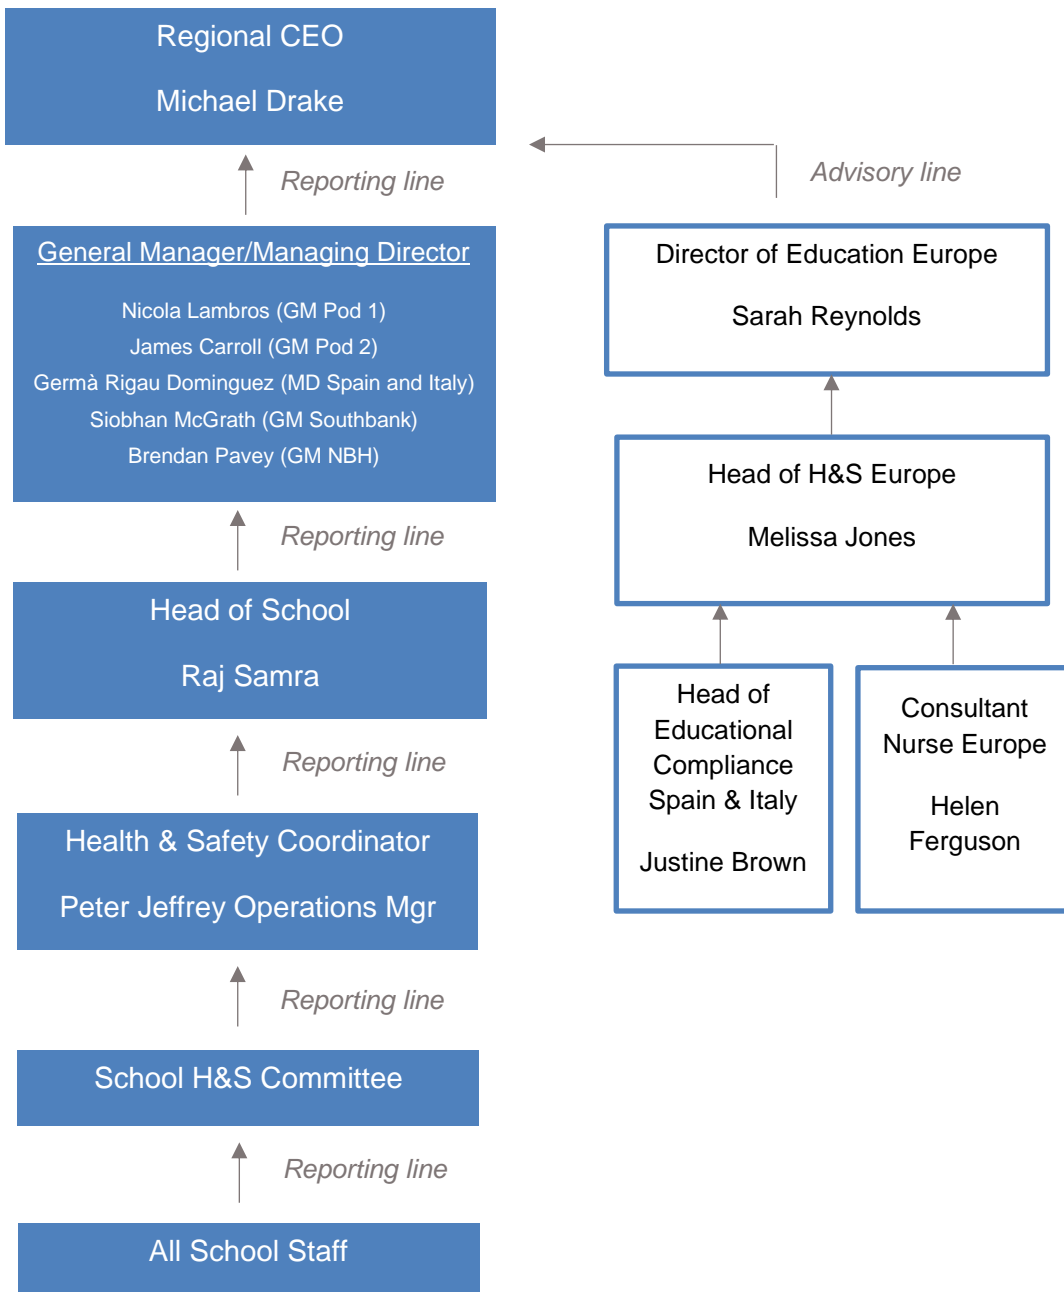 Regional CEO
Michael Drake
Reporting line
General Manager/Managing Director
Nicola Lambros (GM Pod 1)
James Carroll (GM Pod 2)
Germà Rigau Dominguez (MD Spain and Italy)
Siobhan McGrath (GM Southbank)
Brendan Pavey (GM NBH)
Reporting line
Head of School
Raj Samra
Reporting line
Health & Safety Coordinator
Peter Jeffrey Operations Mgr
Reporting line
School H&S Committee
Reporting line
All School Staff
Advisory line
Director of Education Europe
Sarah Reynolds
Head of H&S Europe
Melissa Jones
Head of
Educational
Compliance
Spain & Italy
Justine Brown
Consultant
Nurse Europe
Helen
Ferguson